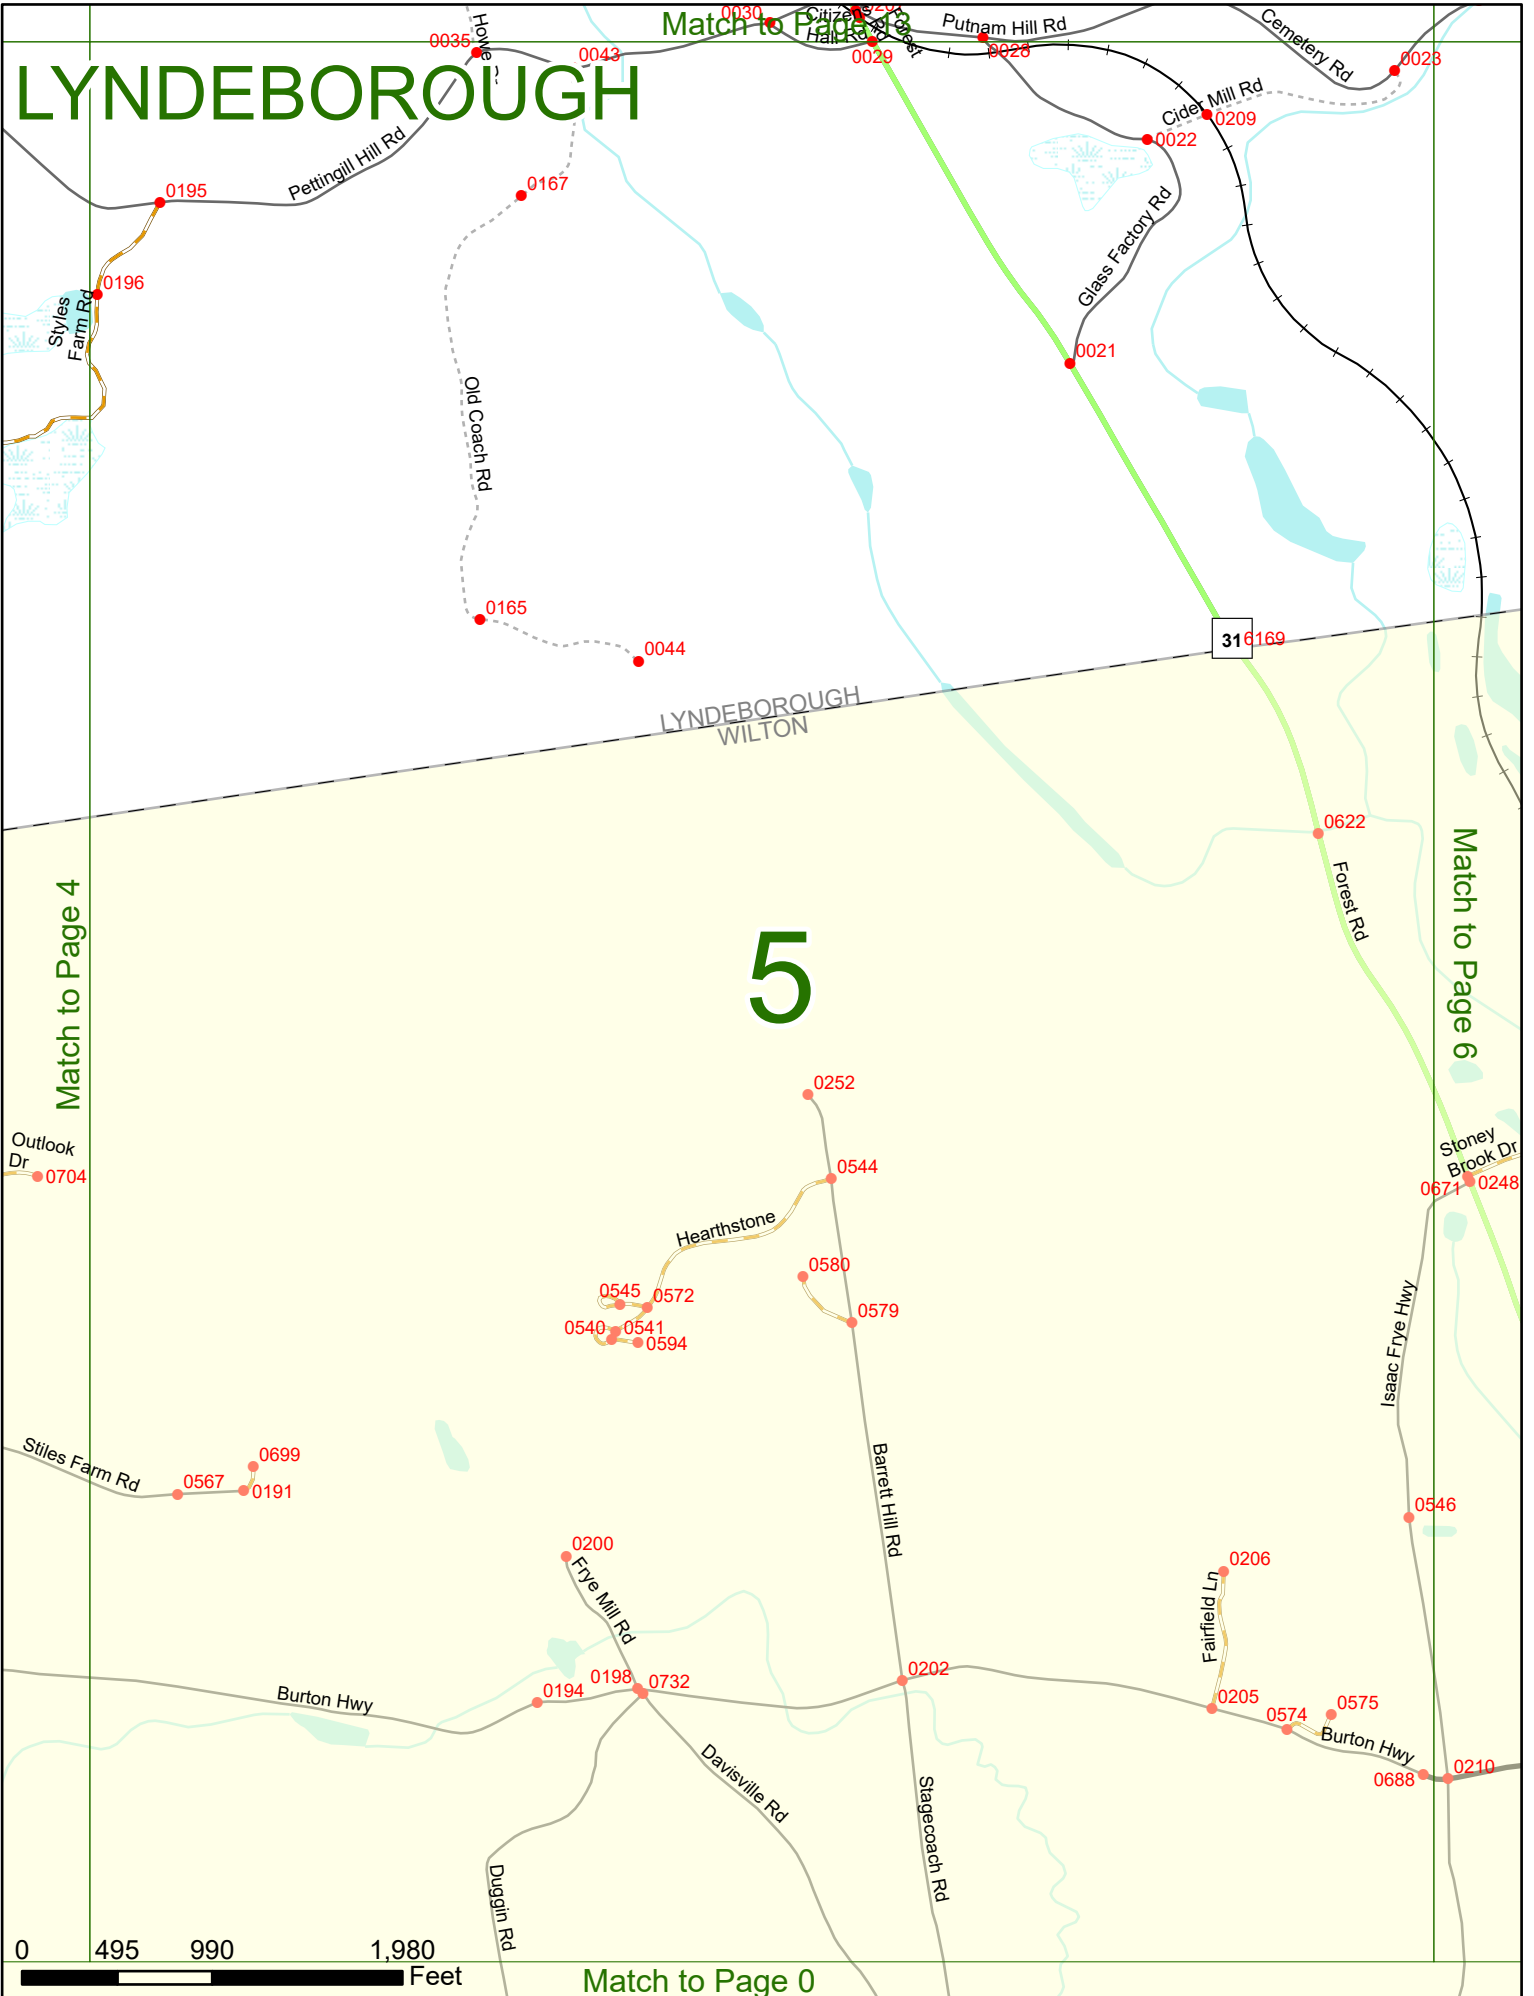 Match to Page 13
LYNDEBOROUGH
0030
Citizens
Hall Rd
Forest
0029
Putnam Hill Rd
0028
Cemetery Rd
0023
Howe
0035
0043
Cider Mill Rd
0209
0022
Pettingill Hill Rd
0195
0167
Glass Factory Rd
0196
Styles
Farm Rd
0021
Old Coach Rd
0165
0044
31
6169
LYNDEBOROUGH
WILTON
0622
Forest Rd
Match to Page 4
Match to Page 6
5
0252
Outlook
Dr
0704
0544
Stoney
Brook Dr
0671
0248
Hearthstone
0580
0545
0572
0579
0540
0541
0594
Isaac Frye Hwy
Stiles Farm Rd
0699
0567
0191
Barrett Hill Rd
0546
0200
Frye Mill Rd
0206
Fairfield Ln
0198
0732
0202
0194
Burton Hwy
0205
0574
0575
Burton Hwy
0688
0210
Davisville Rd
Stagecoach Rd
Duggin Rd
0 495 990 1,980
Feet
Match to Page 0